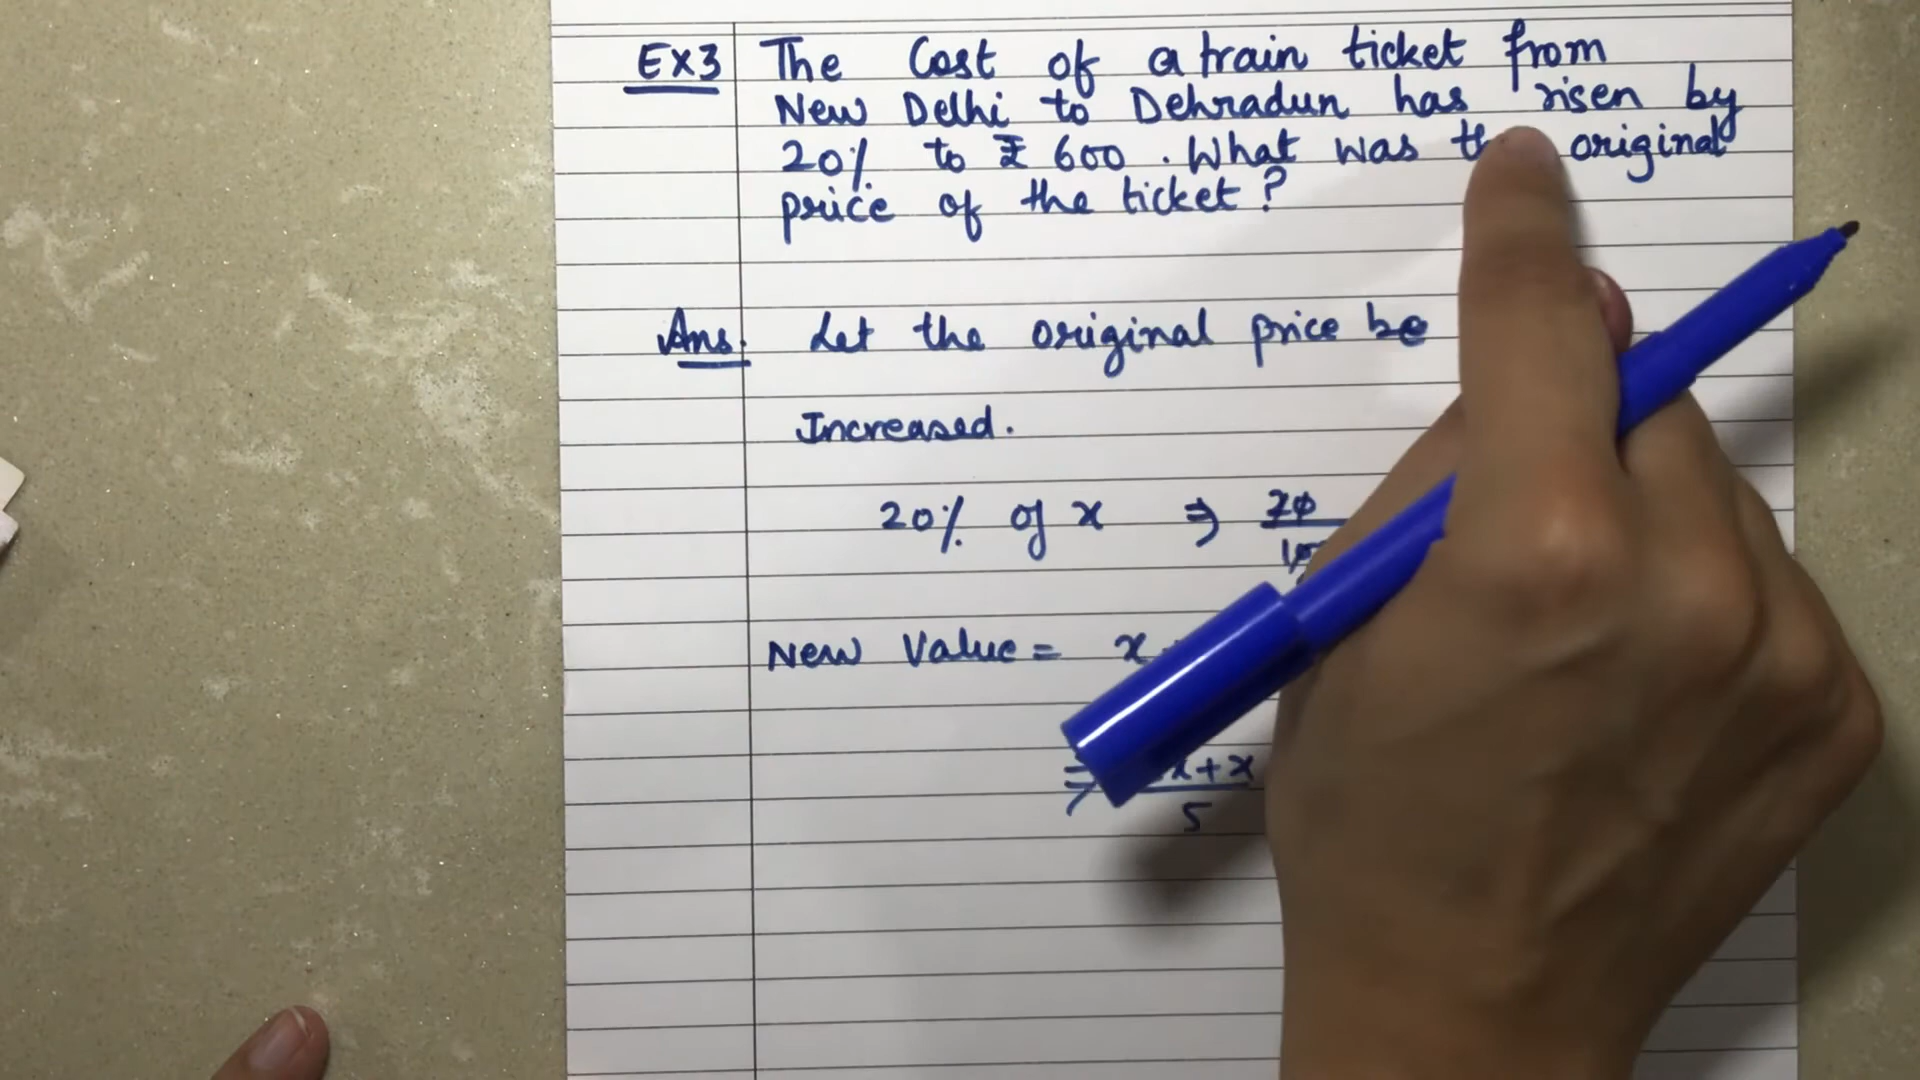 Ex3 The Cost of a train ticket from
New Delhi to Dehradun has risen by
20% to ₹ 600. What was original
price of the ticket?
Ans. Let the original price be
Increased.
20% of x ⇒ 20
New Value = x
⇒ x+x
5